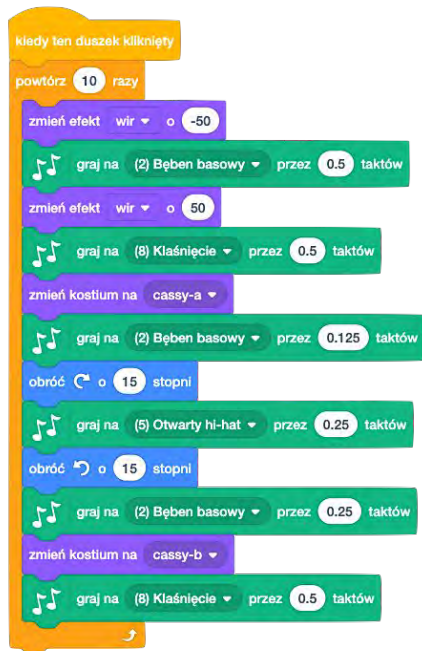 kiedy ten duszek kliknięty
powtórz 10 razy
zmień efekt wir o -50
graj na (2) Bęben basowy przez 0.5 taktów
zmień efekt wir o 50
graj na (8) Klaśnięcie przez 0.5 taktów
zmień kostium na cassy-a
graj na (2) Bęben basowy przez 0.125 taktów
obróć o 15 stopni
graj na (5) Otwarty hi-hat przez 0.25 taktów
obróć o 15 stopni
graj na (2) Bęben basowy przez 0.25 taktów
zmień kostium na cassy-b
graj na (8) Klaśnięcie przez 0.5 taktów